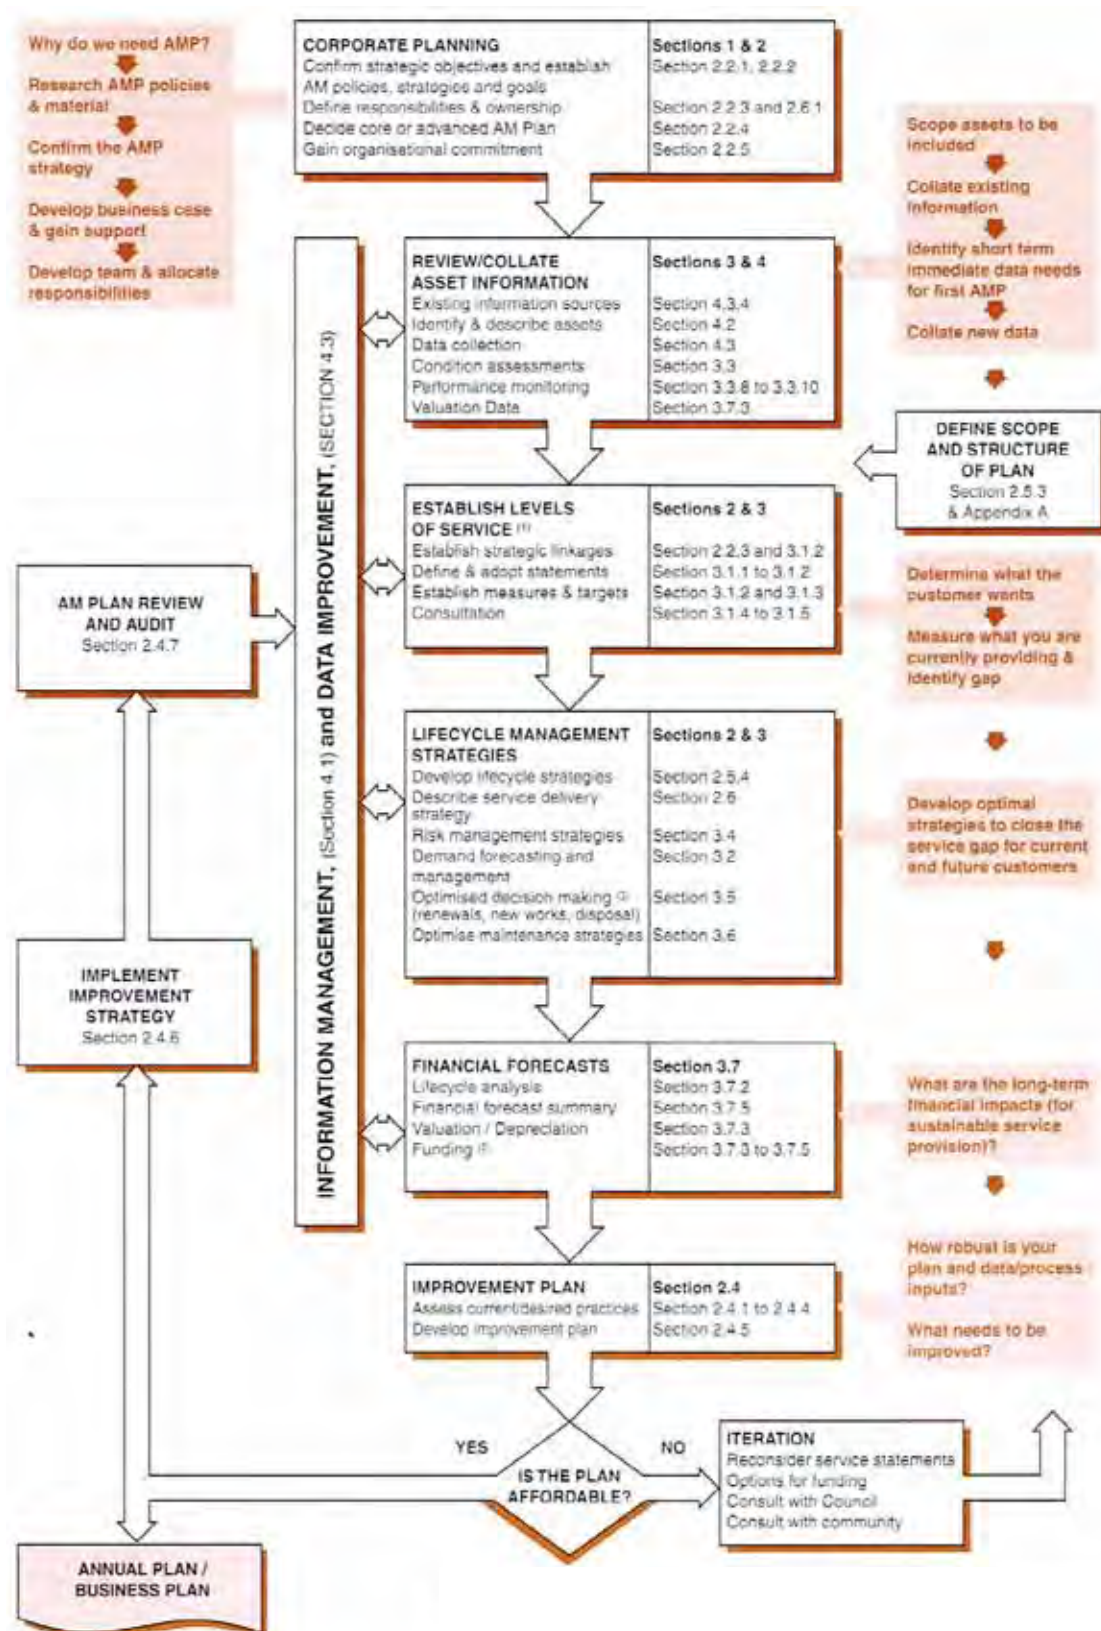 Why do we need AMP?
Research AMP policies
& material
Confirm the AMP
strategy
Develop business case
& gain support
Develop team & allocate
responsibilities
CORPORATE PLANNING
Sections 1 & 2
Confirm strategic objectives and establish
Section 2.2.1, 2.2.2
AM policies, strategies and goals
Define responsibilities & ownership
Section 2.2.3 and 2.6.1
Decide core or advanced AM Plan
Section 2.2.4
Gain organisational commitment
Section 2.2.5
Scope assets to be
included
Collate existing
information
Identify short term
immediate data needs
for first AMP
Collate new data
REVIEW/COLLATE
Sections 3 & 4
ASSET INFORMATION
Existing information sources
Section 4.3.4
Identify & describe assets
Section 4.2
Data collection
Section 4.3
Condition assessments
Section 3.3
Performance monitoring
Section 3.3.8 to 3.3.10
Valuation Data
Section 3.7.3
DEFINE SCOPE
AND STRUCTURE
OF PLAN
Section 2.5.3
& Appendix A
INFORMATION MANAGEMENT, (Section 4.1) and DATA IMPROVEMENT, (SECTION 4.3)
ESTABLISH LEVELS
Sections 2 & 3
OF SERVICE (1)
Establish strategic linkages
Section 2.2.3 and 3.1.2
Define & adopt statements
Section 3.1.1 to 3.1.2
Establish measures & targets
Section 3.1.2 and 3.1.3
Consultation
Section 3.1.4 to 3.1.5
Determine what the
customer wants
Measure what you are
currently providing &
identify gap
AM PLAN REVIEW
AND AUDIT
Section 2.4.7
LIFECYCLE MANAGEMENT
Sections 2 & 3
STRATEGIES
Develop lifecycle strategies
Section 2.5.4
Describe service delivery
Section 2.6
strategy
Risk management strategies
Section 3.4
Demand forecasting and
Section 3.2
management
Optimised decision making (2)
Section 3.5
(renewals, new works, disposal)
Optimise maintenance strategies
Section 3.6
Develop optimal
strategies to close the
service gap for current
and future customers
IMPLEMENT
IMPROVEMENT
STRATEGY
Section 2.4.6
FINANCIAL FORECASTS
Section 3.7
Lifecycle analysis
Section 3.7.2
Financial forecast summary
Section 3.7.5
Valuation / Depreciation
Section 3.7.3
Funding
Section 3.7.3 to 3.7.5
What are the long-term
financial impacts (for
sustainable service
provision)?
IMPROVEMENT PLAN
Section 2.4
Assess current/desired practices
Section 2.4.1 to 2.4.4
Develop improvement plan
Section 2.4.5
How robust is your
plan and data/process
inputs?
What needs to be
improved?
YES
NO
IS THE PLAN
AFFORDABLE?
ITERATION
Reconsider service statements
Options for funding
Consult with Council
Consult with community
ANNUAL PLAN /
BUSINESS PLAN